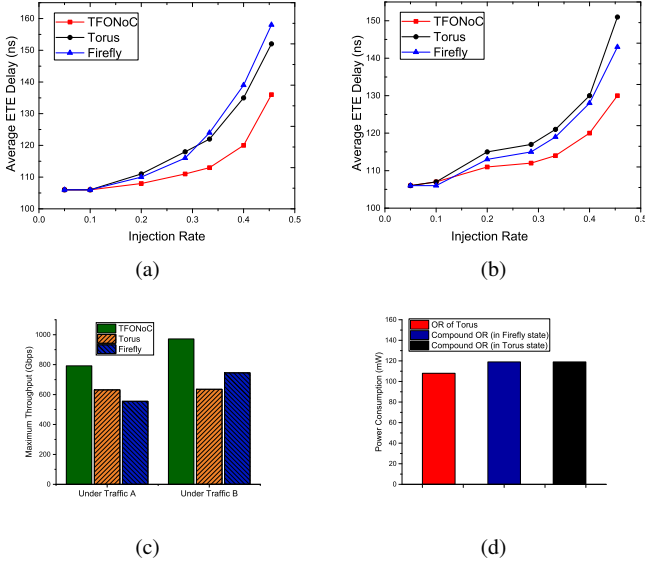 TFONoC
Torus
Firefly
Average ETE Delay (ns)
160
150
140
130
120
110
100
0.0 0.1 0.2 0.3 0.4 0.5
Injection Rate
(a)
TFONoC
Torus
Firefly
Average ETE Delay (ns)
150
140
130
120
110
100
0.0 0.1 0.2 0.3 0.4 0.5
Injection Rate
(b)
TFONoC
Torus
Firefly
Maximum Throughput (Gbps)
1000
800
600
400
200
0
Under Traffic A Under Traffic B
(c)
OR of Torus
Compound OR (in Firefly state)
Compound OR (in Torus state)
Power Consumption (mW)
160
140
120
100
80
60
40
20
0
(d)